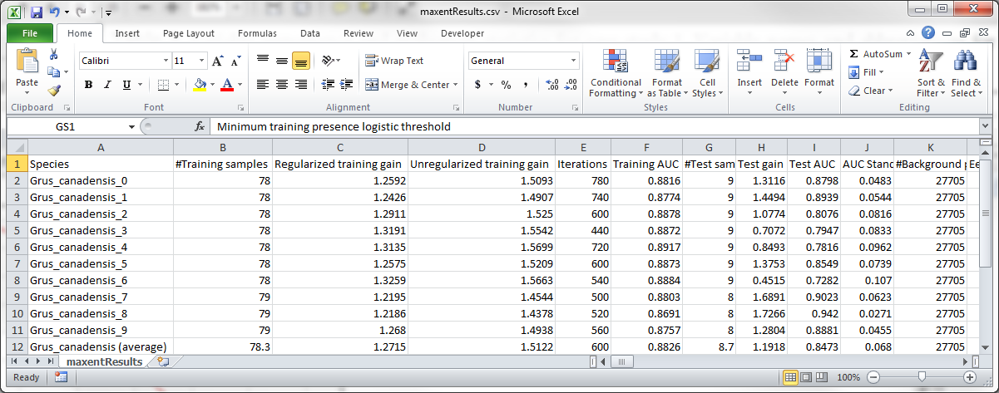 maxentResults.csv - Microsoft Excel
File Home Insert Page Layout Formulas Data Review View Developer
Calibri 11 A A Wrap Text General AutoSum
Paste B I U A Merge & Center $ % , .00 .0 Conditional Formatting Format as Table Cell Styles Insert Delete Format Fill Clear Sort & Filter Find & Select
Clipboard Font Alignment Number Styles Cells Editing
GS1 fx Minimum training presence logistic threshold
A B C D E F G H I J K
1 Species #Training samples Regularized training gain Unregularized training gain Iterations Training AUC #Test sam Test gain Test AUC AUC Stand #Background
2 Grus_canadensis_0 78 1.2592 1.5093 780 0.8816 9 1.3116 0.8798 0.0483 27705
3 Grus_canadensis_1 78 1.2426 1.4907 740 0.8774 9 1.4494 0.8939 0.0544 27705
4 Grus_canadensis_2 78 1.2911 1.525 600 0.8878 9 1.0774 0.8076 0.0816 27705
5 Grus_canadensis_3 78 1.3191 1.5542 440 0.8872 9 0.7072 0.7947 0.0833 27705
6 Grus_canadensis_4 78 1.3135 1.5699 720 0.8917 9 0.8493 0.7816 0.0962 27705
7 Grus_canadensis_5 78 1.2575 1.5209 600 0.8873 9 1.3753 0.8549 0.0739 27705
8 Grus_canadensis_6 78 1.3259 1.5663 540 0.8884 9 0.4515 0.7282 0.107 27705
9 Grus_canadensis_7 79 1.2195 1.4544 500 0.8803 8 1.6891 0.9023 0.0623 27705
10 Grus_canadensis_8 79 1.2186 1.4378 520 0.8691 8 1.7266 0.942 0.0271 27705
11 Grus_canadensis_9 79 1.268 1.4938 560 0.8757 8 1.2804 0.8881 0.0455 27705
12 Grus_canadensis (average) 78.3 1.2715 1.5122 600 0.8826 8.7 1.1918 0.8473 0.068 27705
maxentResults
Ready 100%